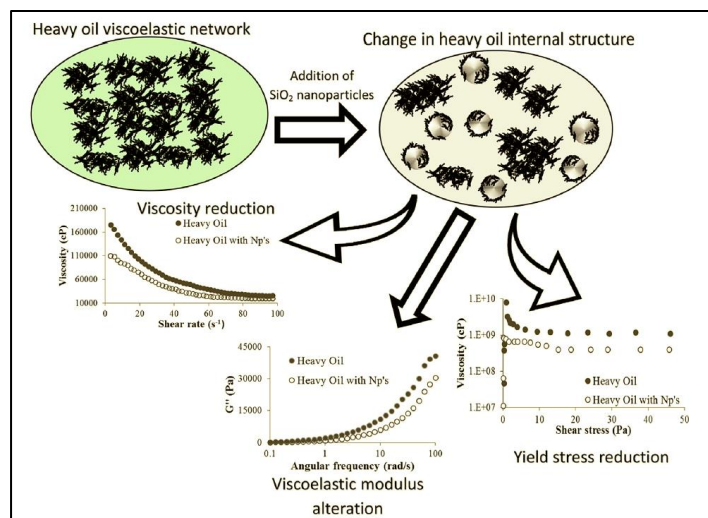 Heavy oil viscoelastic network
Change in heavy oil internal structure
Addition of
SiO₂ nanoparticles
Viscosity reduction
210000
160000
110000
60000
10000
Viscosity (cP)
Heavy Oil
Heavy Oil with Np's
0 20 40 60 80 100
Shear rate (s⁻¹)
45000
30000
15000
0
G'' (Pa)
Heavy Oil
Heavy Oil with Np's
0.1 1 10 100
Angular frequency (rad/s)
Viscoelastic modulus
alteration
1.E+10
1.E+09
1.E+08
1.E+07
Viscosity (cP)
Heavy Oil
Heavy Oil with Np's
0 10 20 30 40 50
Shear stress (Pa)
Yield stress reduction